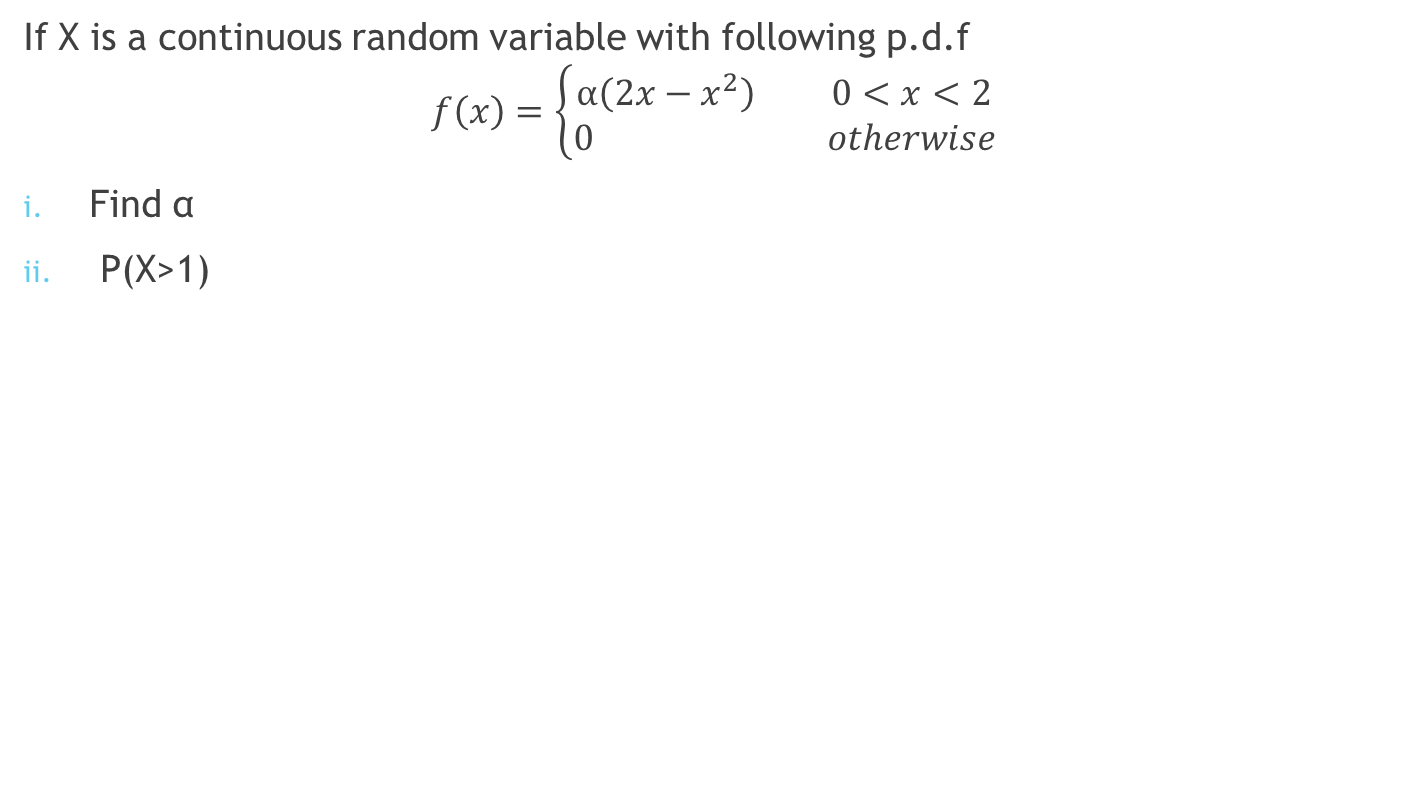 If X is a continuous random variable with following p.d.f
f(x) = {α(2x − x²) 0 < x < 2
0 otherwise
i. Find α
ii. P(X>1)